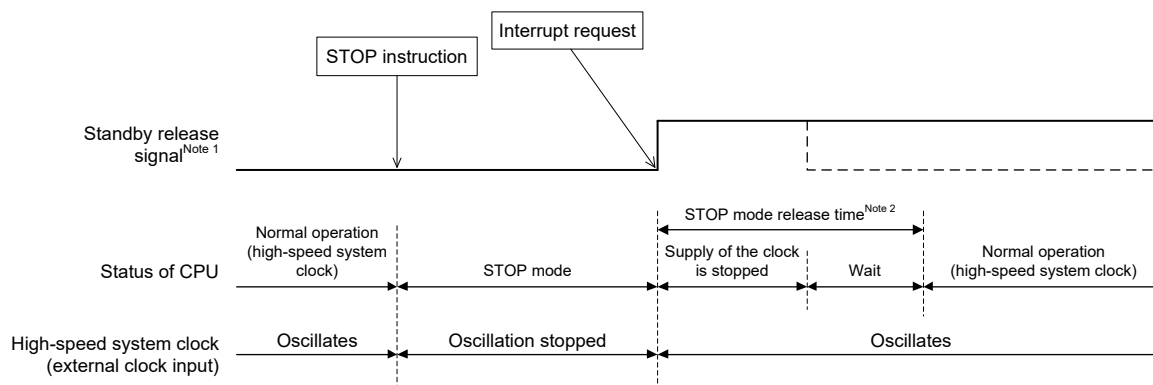 Interrupt request
STOP instruction
Standby release
signalNote 1
STOP mode release timeNote 2
Normal operation
(high-speed system
clock)
Supply of the clock
is stopped
Normal operation
(high-speed system clock)
Status of CPU
STOP mode
Wait
High-speed system clock
(external clock input)
Oscillates
Oscillation stopped
Oscillates